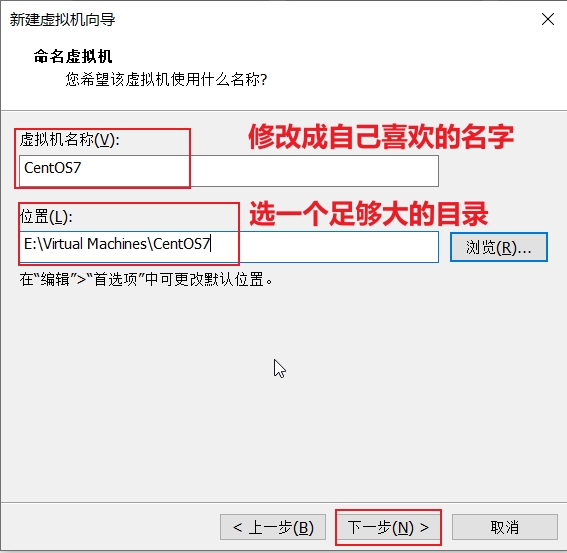 新建虚拟机向导
命名虚拟机
您希望该虚拟机使用什么名称?
虚拟机名称(V):
修改成自己喜欢的名字
CentOS7
位置(L):
选一个足够大的目录
E:\Virtual Machines\CentOS7
浏览(R)...
在“编辑”>“首选项”中可更改默认位置。
< 上一步(B)
下一步(N) >
取消